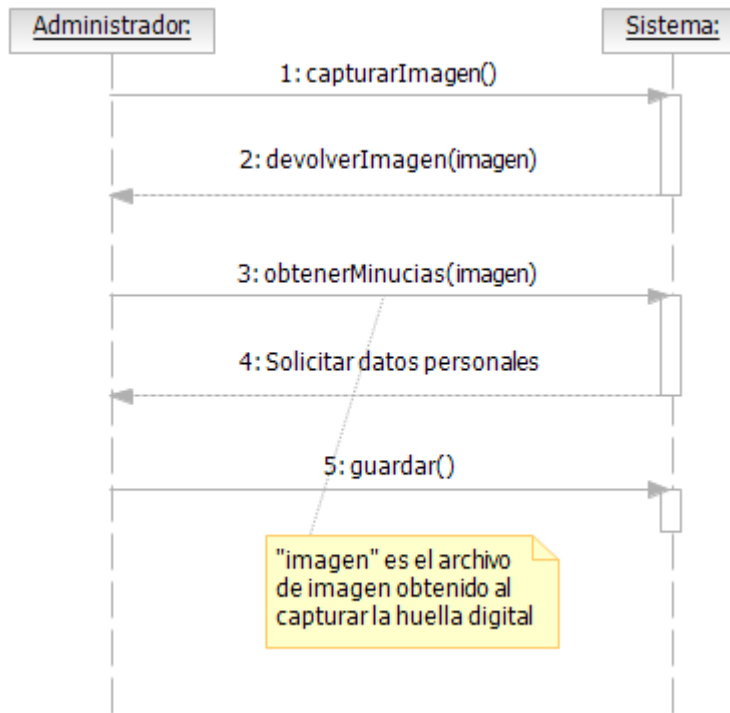 Administrador:
Sistema:
1: capturarImagen()
2: devolverImagen(imagen)
3: obtenerMinucias(imagen)
4: Solicitar datos personales
5: guardar()
"imagen" es el archivo
de imagen obtenido al
capturar la huella digital